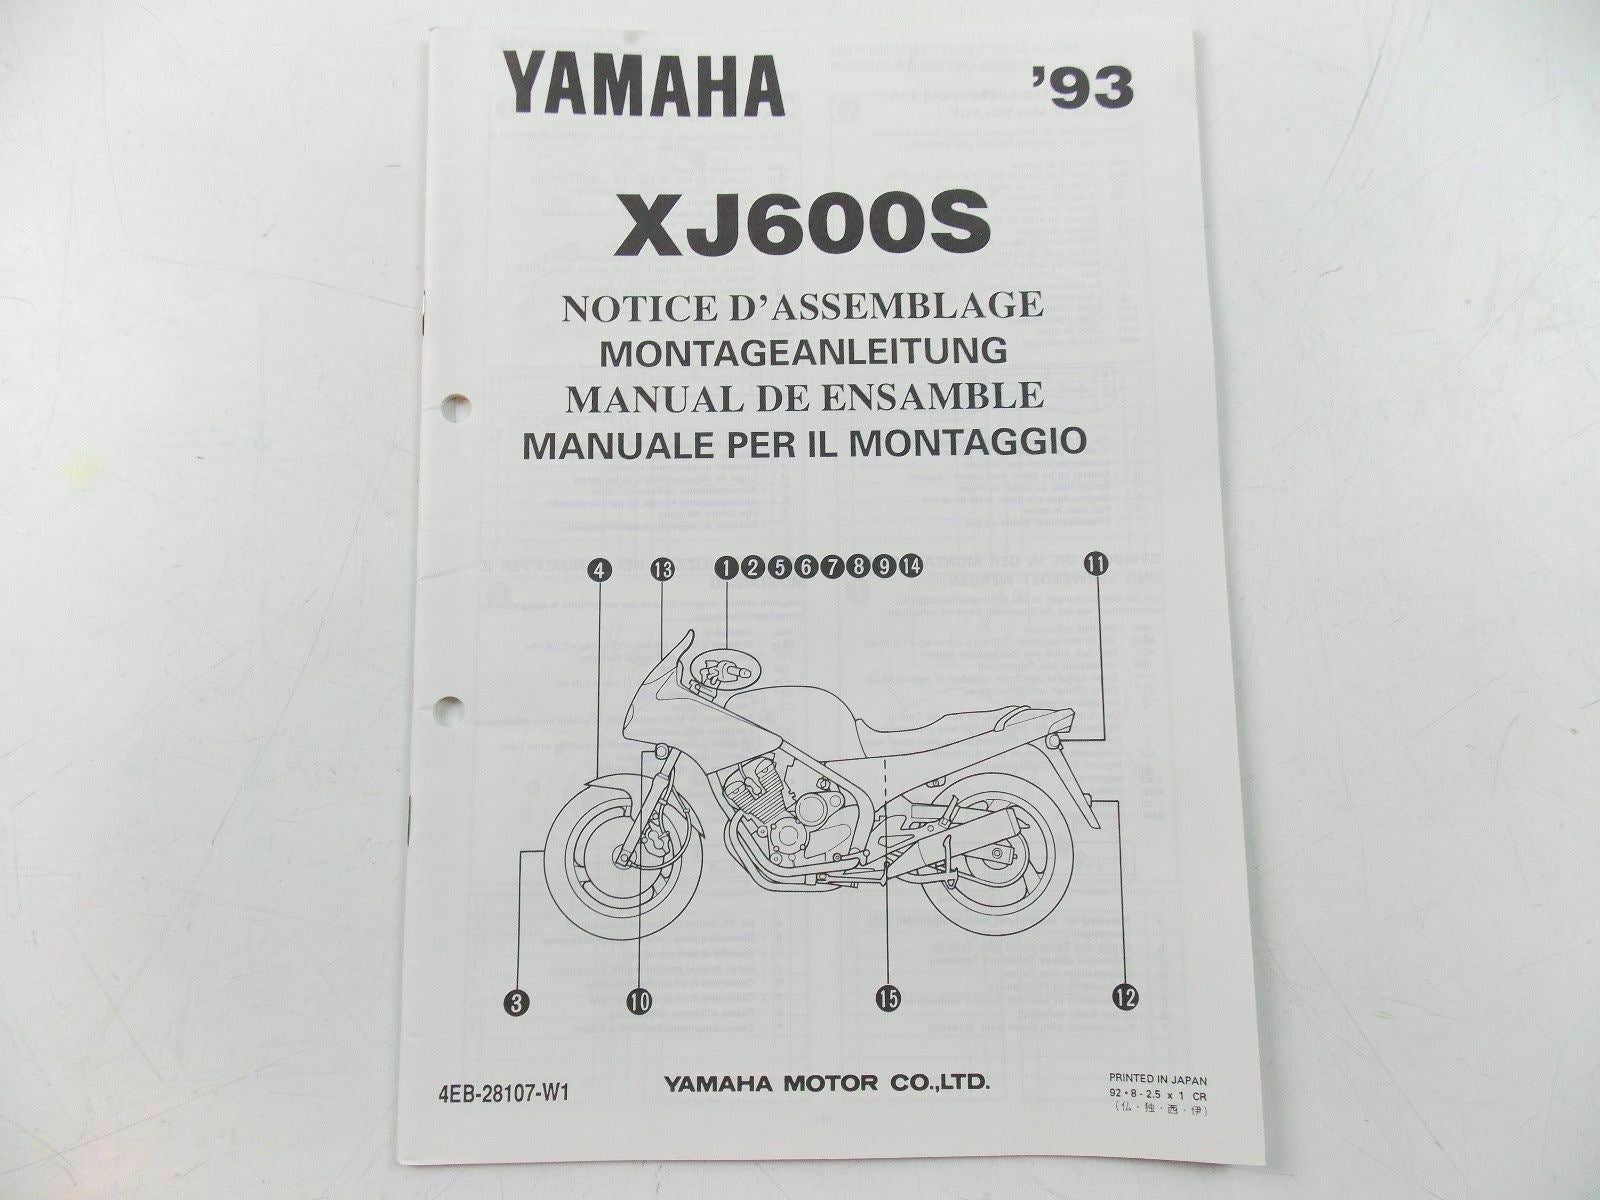 YAMAHA '93
XJ600S
NOTICE D'ASSEMBLAGE
MONTAGEANLEITUNG
MANUAL DE ENSAMBLE
MANUALE PER IL MONTAGGIO
4 13 1 2 5 6 7 8 9 14 11
3 10 15 12
4EB-28107-W1
YAMAHA MOTOR CO.,LTD.
PRINTED IN JAPAN
92・8-2.5 x 1 CR
(仏・独・西・伊)